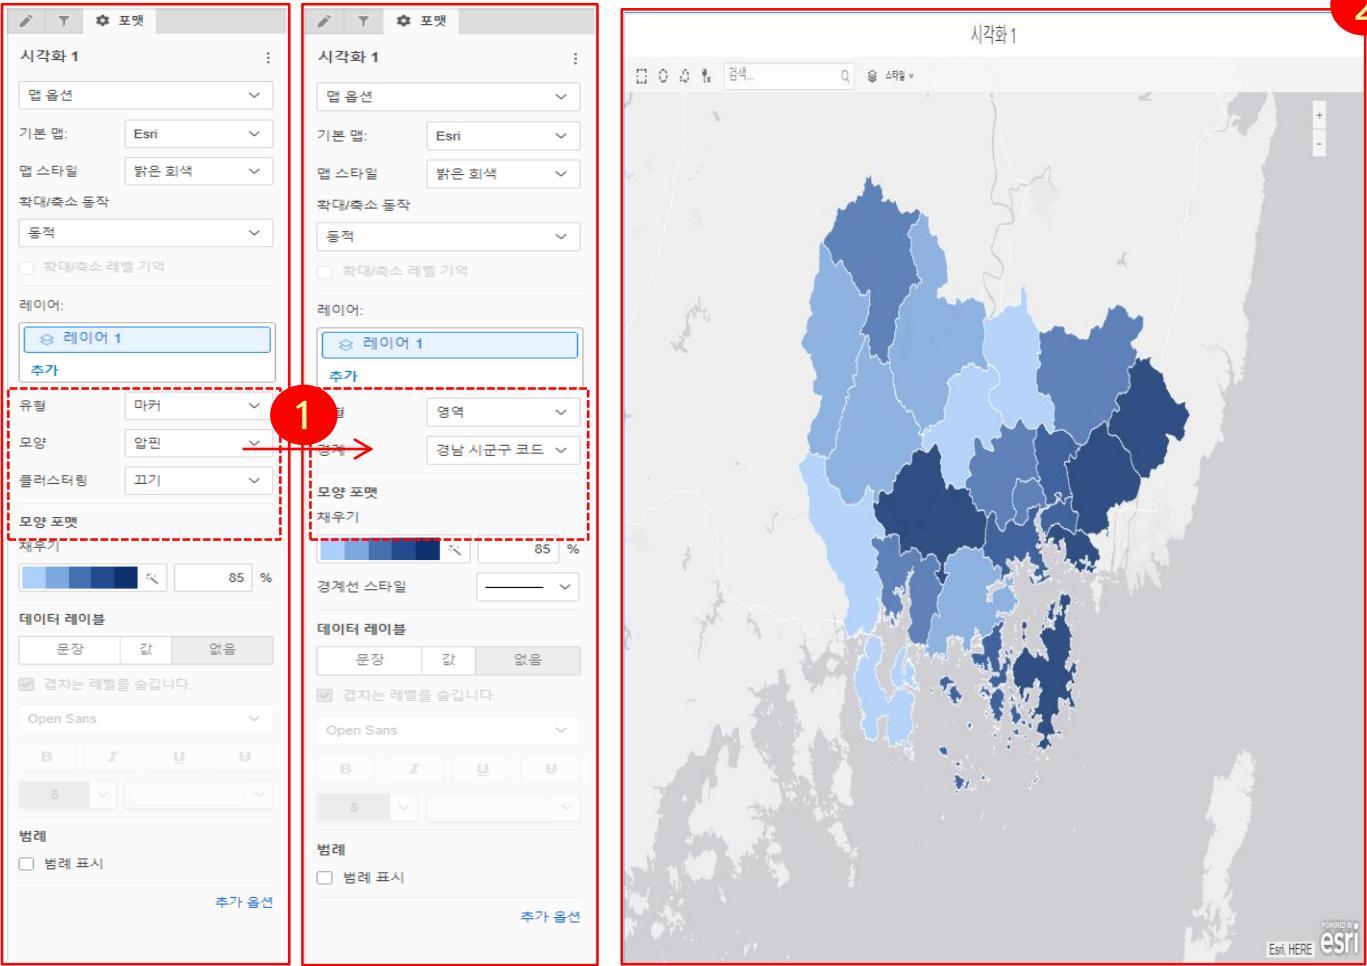 포맷
시각화 1
맵 옵션
기본 맵:
Esri
맵 스타일
밝은 회색
확대/축소 동작
동적
확대/축소 레벨 기억
레이어:
레이어 1
추가
유형
마커
모양
압핀
클러스터링
끄기
모양 포맷
채우기
85 %
데이터 레이블
문장 값 없음
겹치는 레벨을 숨깁니다.
Open Sans
B I U U
8
범례
범례 표시
추가 옵션
1
포맷
시각화 1
맵 옵션
기본 맵:
Esri
맵 스타일
밝은 회색
확대/축소 동작
동적
확대/축소 레벨 기억
레이어:
레이어 1
추가
형
영역
경계
경남 시군구 코드
모양 포맷
채우기
85 %
경계선 스타일
데이터 레이블
문장 값 없음
겹치는 레벨을 숨깁니다.
Open Sans
B I U U
8
범례
범례 표시
추가 옵션
2
시각화 1
검색...
스타일
+
-
Esri, HERE
POWERED BY
esri